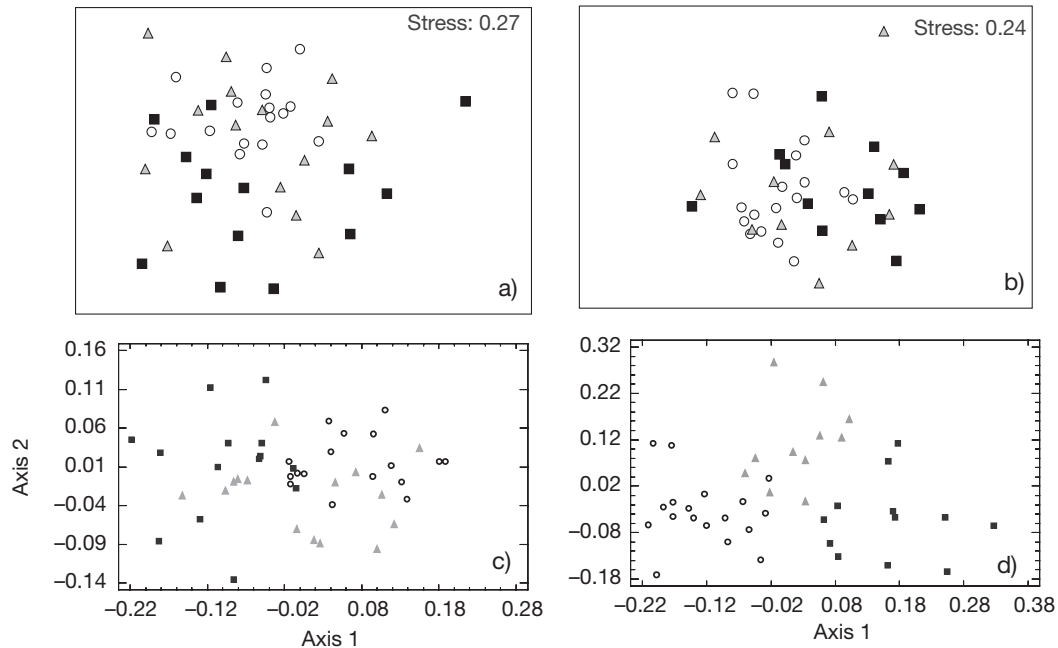 Stress: 0.27
a)
Stress: 0.24
b)
0.16
0.11
0.06
0.01
−0.04
−0.09
−0.14
Axis 2
c)
−0.22
−0.12
−0.02
0.08
0.18
0.28
Axis 1
0.32
0.22
0.12
0.02
−0.08
−0.18
d)
−0.22
−0.12
−0.02
0.08
0.18
0.28
0.38
Axis 1